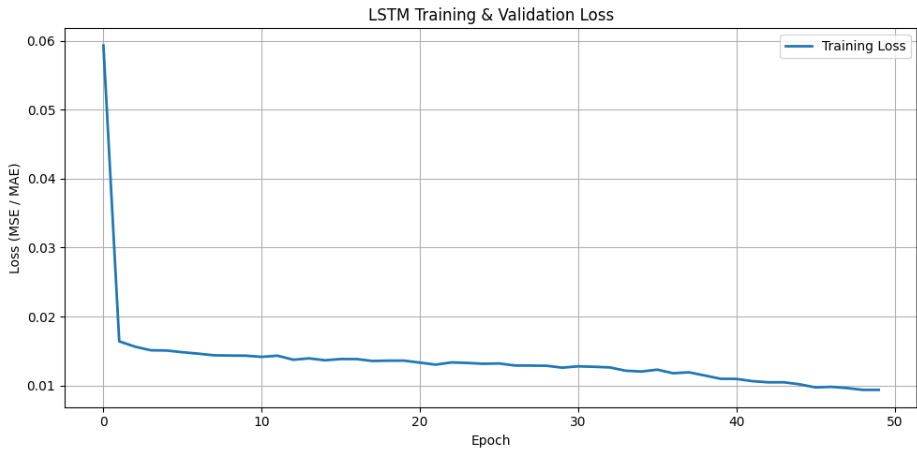 LSTM Training & Validation Loss
Training Loss
Loss (MSE / MAE)
0.06
0.05
0.04
0.03
0.02
0.01
0 10 20 30 40 50
Epoch